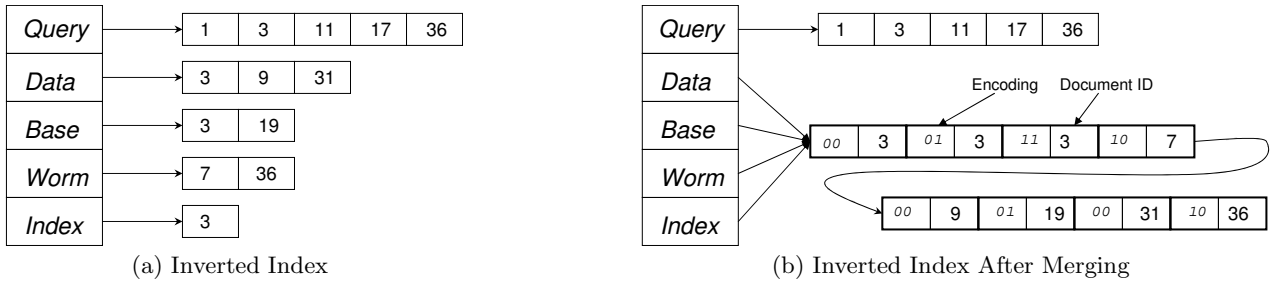 Query 1 3 11 17 36
Data 3 9 31
Base 3 19
Worm 7 36
Index 3
(a) Inverted Index
Query 1 3 11 17 36
Data
Encoding Document ID
Base
00 3 01 3 11 3 10 7
Worm
Index
00 9 01 19 00 31 10 36
(b) Inverted Index After Merging